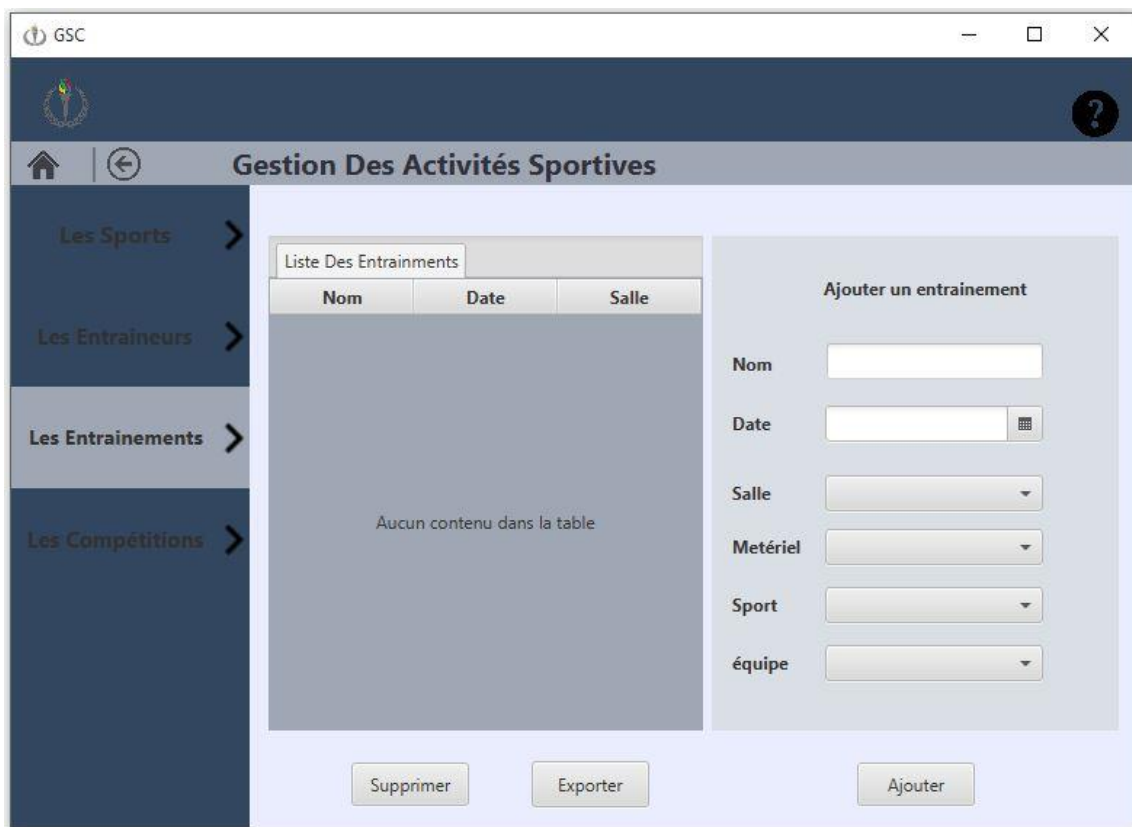 GSC
?
Gestion Des Activités Sportives
Les Sports
Les Entraineurs
Les Entrainements
Les Compétitions
Liste Des Entrainments
Nom Date Salle
Aucun contenu dans la table
Ajouter un entrainement
Nom
Date
Salle
Metériel
Sport
équipe
Supprimer Exporter Ajouter